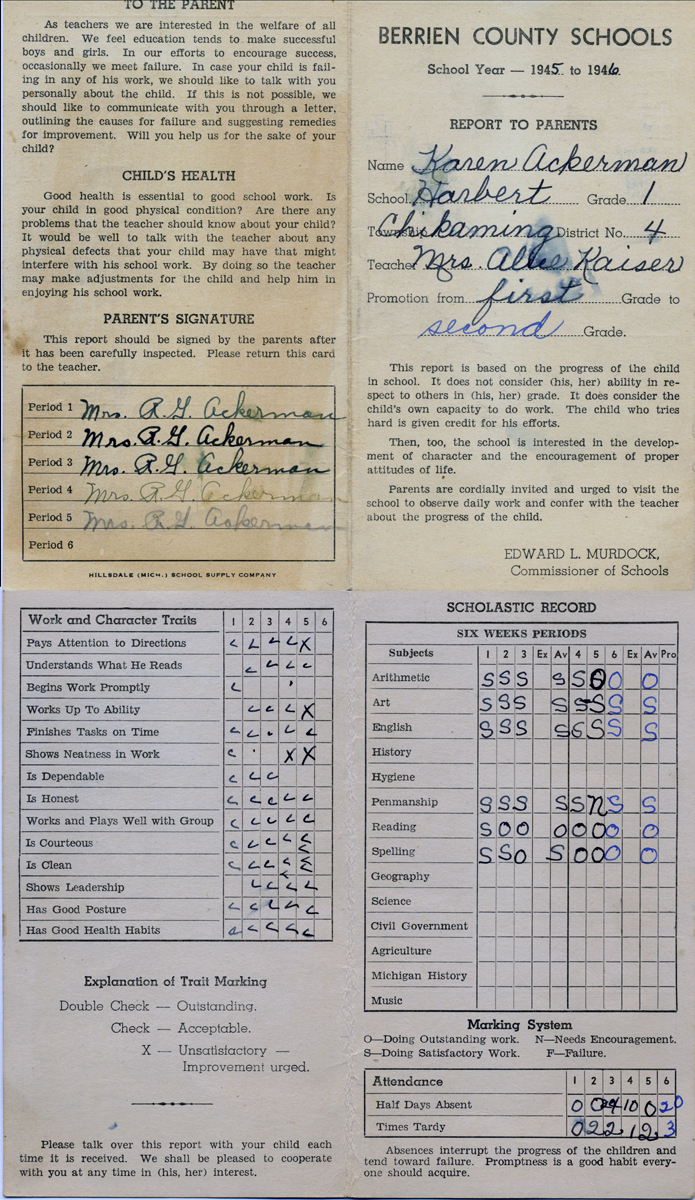 TO THE PARENT
As teachers we are interested in the welfare of all
children. We feel education tends to make successful
boys and girls. In our efforts to encourage success,
occasionally we meet failure. In case your child is fail-
ing in any of his work, we should like to talk with you
personally about the child. If this is not possible, we
should like to communicate with you through a letter,
outlining the causes for failure and suggesting remedies
for improvement. Will you help us for the sake of your
child?
CHILD'S HEALTH
Good health is essential to good school work. Is
your child in good physical condition? Are there any
problems that the teacher should know about your child?
It would be well to talk with the teacher about any
physical defects that your child may have that might
interfere with his school work. By doing so the teacher
may make adjustments for the child and help him in
enjoying his school work.
PARENT'S SIGNATURE
This report should be signed by the parents after
it has been carefully inspected. Please return this card
to the teacher.
Period 1 Mrs. R. G. Ackerman
Period 2 Mrs. R. G. Ackerman
Period 3 Mrs. R. G. Ackerman
Period 4 Mrs R. G Ackerman
Period 5 Mrs. R. G Ackerman
Period 6
HILLSDALE (MICH.) SCHOOL SUPPLY COMPANY
BERRIEN COUNTY SCHOOLS
School Year — 1945 to 1946
REPORT TO PARENTS
Name Karen Ackerman
School Harbert Grade 1
Township Chikaming District No. 4
Teacher Mrs Kaiser
Promotion from first Grade to
second Grade.
This report is based on the progress of the child
in school. It does not consider (his, her) ability in re-
spect to others in (his, her) grade. It does consider the
child's own capacity to do work. The child who tries
hard is given credit for his efforts.
Then, too, the school is interested in the develop-
ment of character and the encouragement of proper
attitudes of life.
Parents are cordially invited and urged to visit the
school to observe daily work and confer with the teacher
about the progress of the child.
EDWARD L. MURDOCK,
Commissioner of Schools
Work and Character Traits 1 2 3 4 5 6
Pays Attention to Directions X
Understands What He Reads
Begins Work Promptly
Works Up To Ability X
Finishes Tasks on Time
Shows Neatness in Work X X
Is Dependable
Is Honest
Works and Plays Well with Group
Is Courteous
Is Clean
Shows Leadership
Has Good Posture
Has Good Health Habits
Explanation of Trait Marking
Double Check — Outstanding.
Check — Acceptable.
X — Unsatisfactory —
Improvement urged.
Please talk over this report with your child each
time it is received. We shall be pleased to cooperate
with you at any time in (his, her) interest.
SCHOLASTIC RECORD
SIX WEEKS PERIODS
Subjects 1 2 3 Ex Av 4 5 6 Ex Av Pro
Arithmetic S S S S S O O O
Art S S S S S S S S
English S S S S S S S
History
Hygiene
Penmanship S S S S S N S S
Reading S O O O O O O O
Spelling S S O S O O O O
Geography
Science
Civil Government
Agriculture
Michigan History
Music
Marking System
O—Doing Outstanding work. N—Needs Encouragement.
S—Doing Satisfactory Work. F—Failure.
Attendance 1 2 3 4 5 6
Half Days Absent 0 0 10 0 20
Times Tardy 0 2 2 1 2 3
Absences interrupt the progress of the children and
tend toward failure. Promptness is a good habit every-
one should acquire.